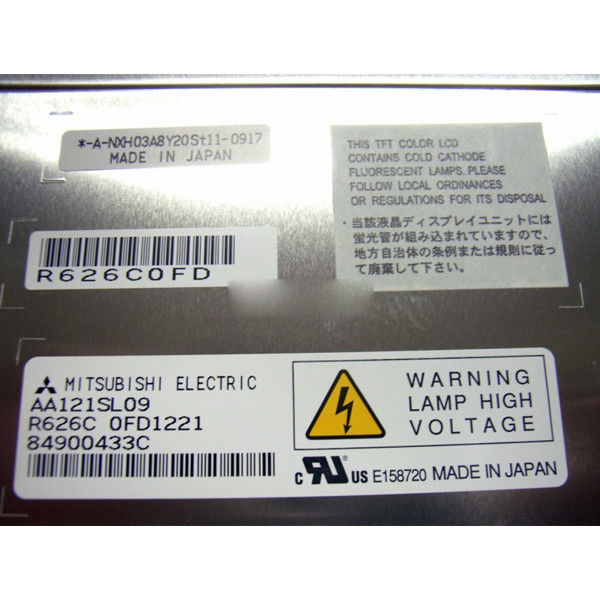 *-A-NXH03A8Y20St11-0917
MADE IN JAPAN
THIS TFT COLOR LCD
CONTAINS COLD CATHODE
FLUORESCENT LAMPS. PLEASE
FOLLOW LOCAL ORDINANCES
OR REGULATIONS FOR ITS DISPOSAL
・当該液晶ディスプレイユニットには
蛍光管が組み込まれていますので、
地方自治体の条例または規則に従っ
て廃棄して下さい。
R626C0FD
MITSUBISHI ELECTRIC
AA121SL09
R626C 0FD1221
84900433C
WARNING
LAMP HIGH
VOLTAGE
c RU US E158720 MADE IN JAPAN